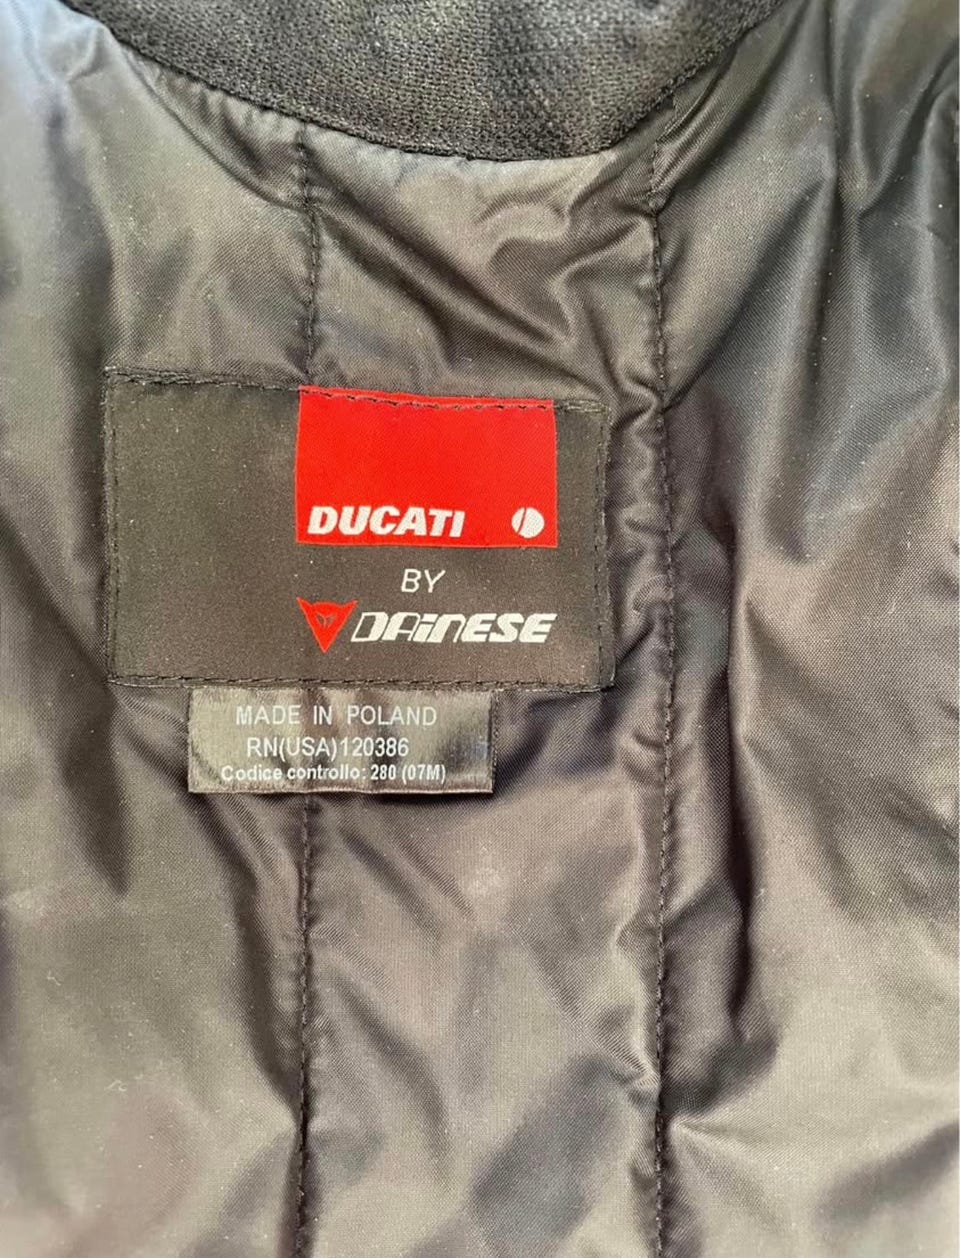 DUCATI
BY
DAINESE
MADE IN POLAND
RN(USA)120386
Codice controllo: 280 (07M)